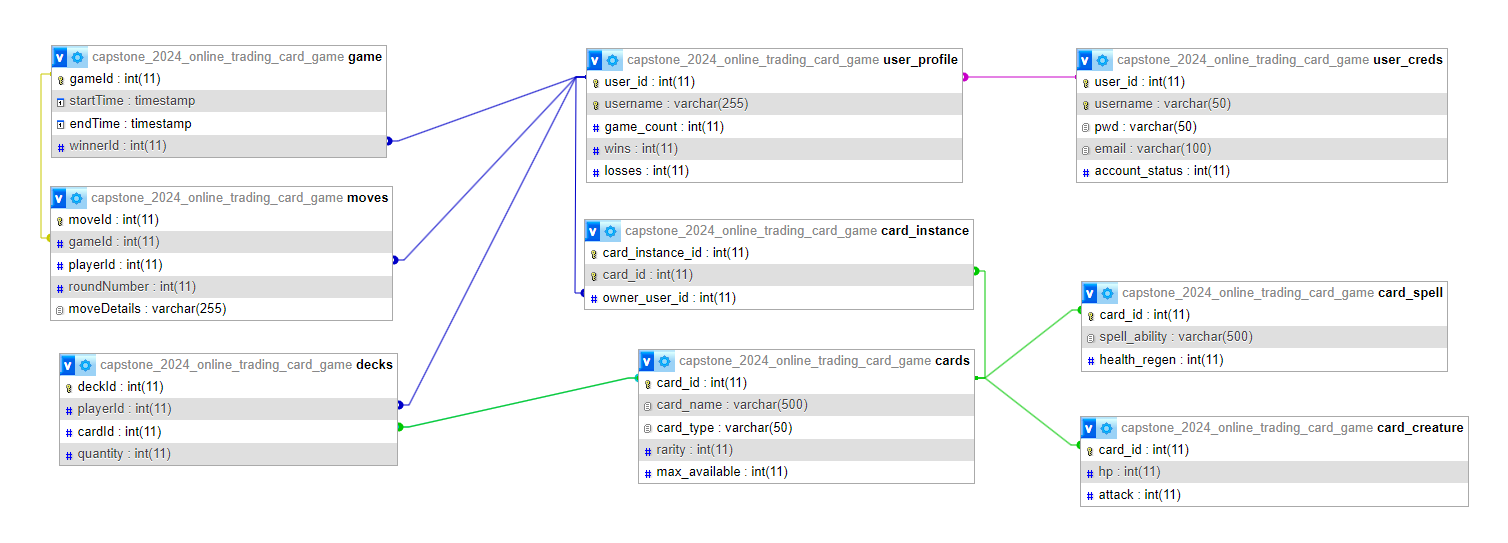 capstone_2024_online_trading_card_game game
gameId : int(11)
startTime : timestamp
endTime : timestamp
winnerId : int(11)
capstone_2024_online_trading_card_game moves
moveId : int(11)
gameId : int(11)
playerId : int(11)
roundNumber : int(11)
moveDetails : varchar(255)
capstone_2024_online_trading_card_game decks
deckId : int(11)
playerId : int(11)
cardId : int(11)
quantity : int(11)
capstone_2024_online_trading_card_game user_profile
user_id : int(11)
username : varchar(255)
game_count : int(11)
wins : int(11)
losses : int(11)
capstone_2024_online_trading_card_game card_instance
card_instance_id : int(11)
card_id : int(11)
owner_user_id : int(11)
capstone_2024_online_trading_card_game cards
card_id : int(11)
card_name : varchar(500)
card_type : varchar(50)
rarity : int(11)
max_available : int(11)
capstone_2024_online_trading_card_game user_creds
user_id : int(11)
username : varchar(50)
pwd : varchar(50)
email : varchar(100)
account_status : int(11)
capstone_2024_online_trading_card_game card_spell
card_id : int(11)
spell_ability : varchar(500)
health_regen : int(11)
capstone_2024_online_trading_card_game card_creature
card_id : int(11)
hp : int(11)
attack : int(11)